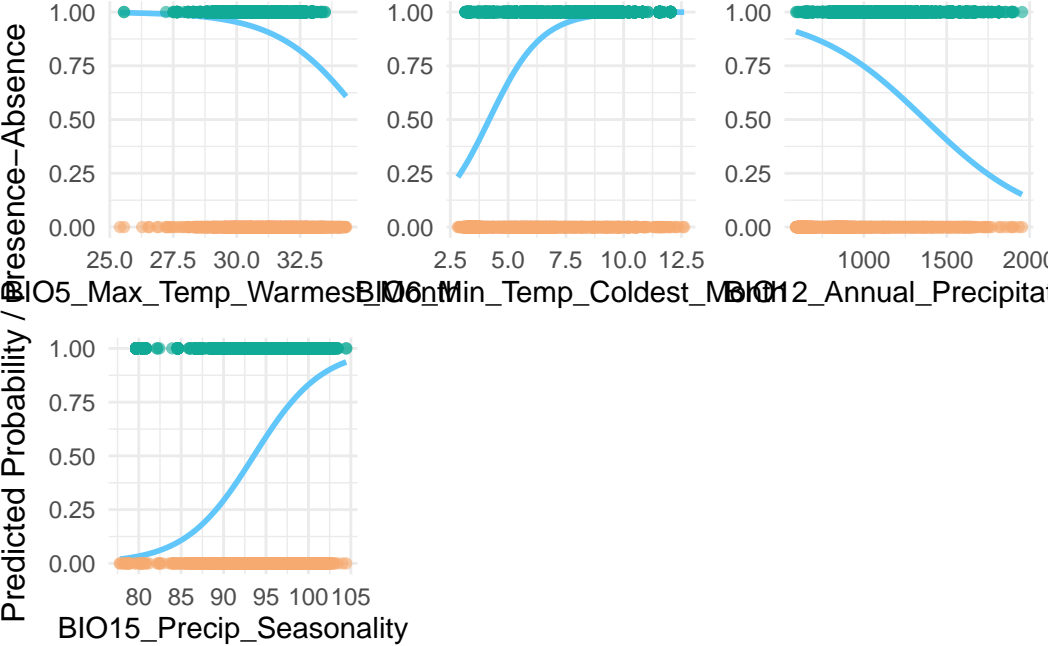 Predicted Probability / Presence−Absence
1.00
0.75
0.50
0.25
0.00
25.0 27.5 30.0 32.5
BIO5_Max_Temp_Warmest_Month
1.00
0.75
0.50
0.25
0.00
2.5 5.0 7.5 10.0 12.5
BIO6_Min_Temp_Coldest_Month
1.00
0.75
0.50
0.25
0.00
1000 1500 2000
BIO12_Annual_Precipitat
1.00
0.75
0.50
0.25
0.00
80 85 90 95 100 105
BIO15_Precip_Seasonality